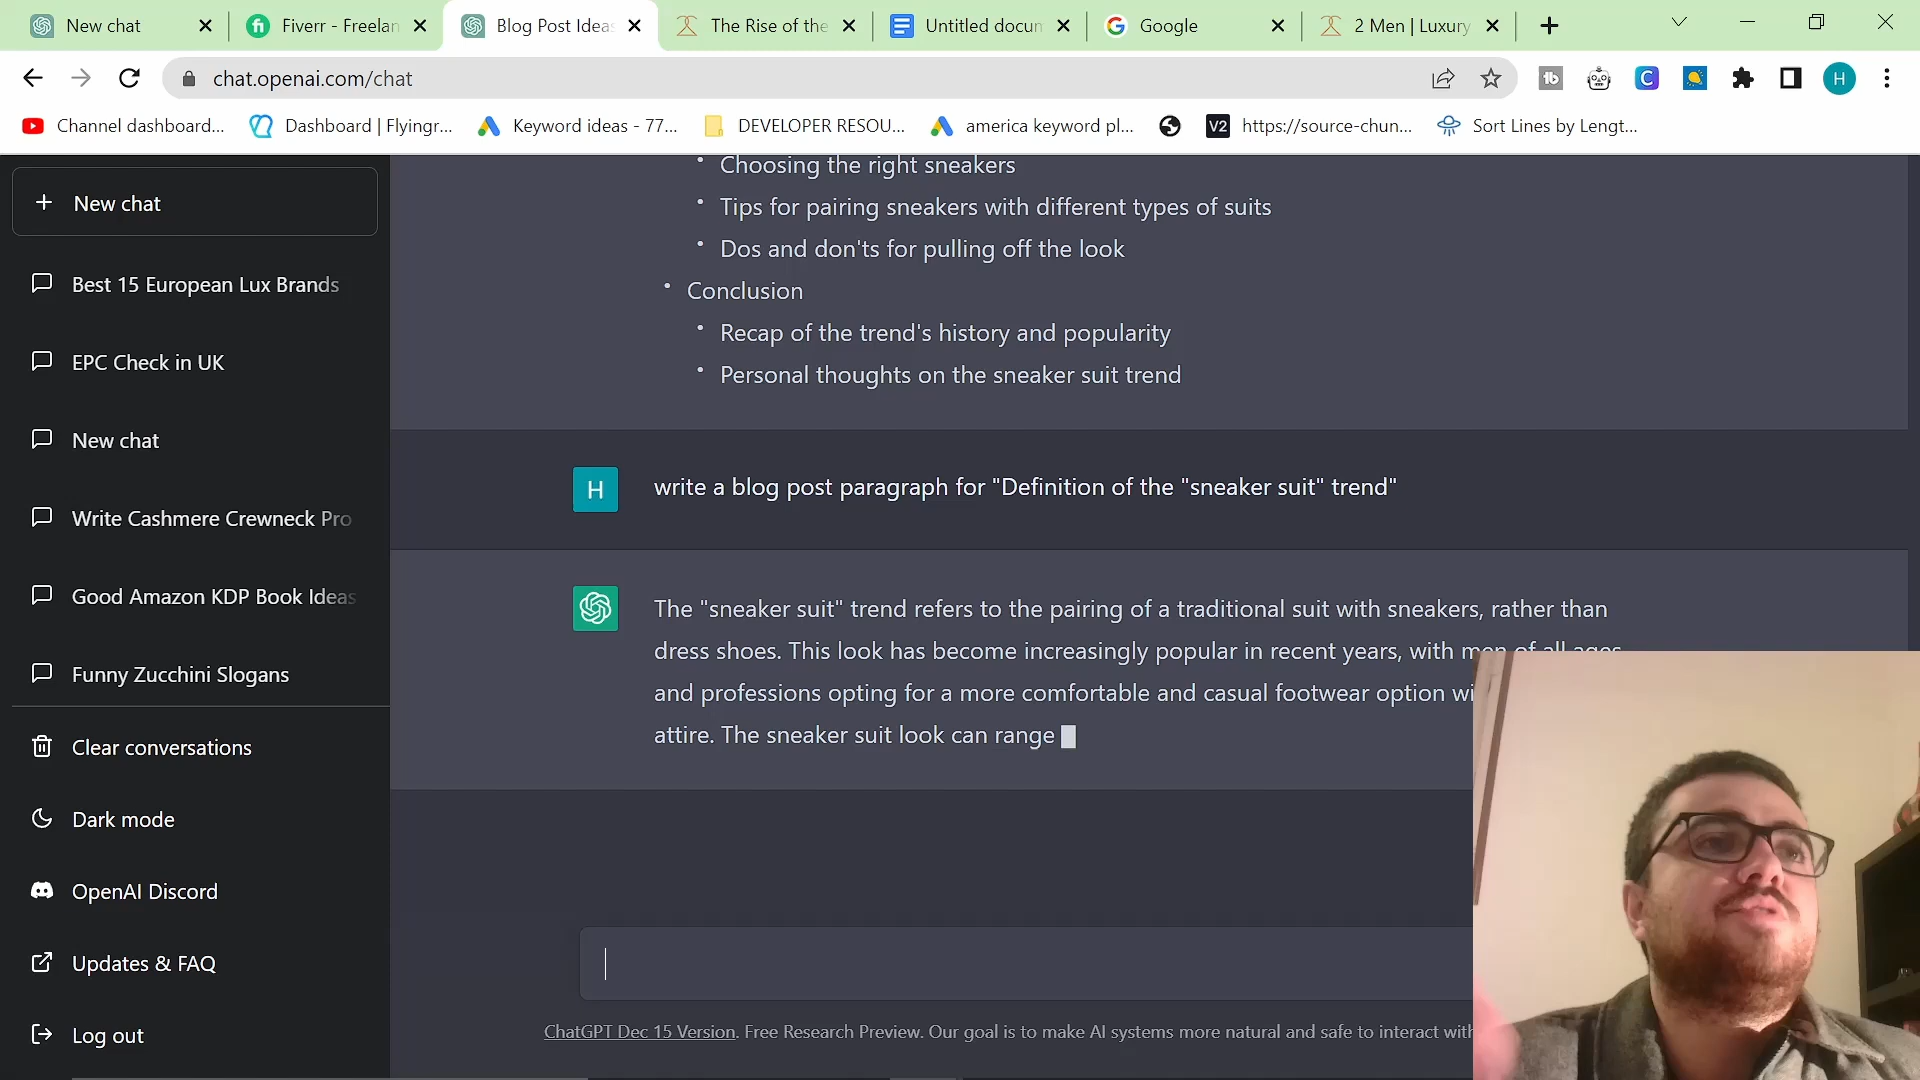 New chat
Fiverr - Freelan
Blog Post Ideas
The Rise of the
Untitled docum
Google
2 Men | Luxury
chat.openai.com/chat
H
Channel dashboard...
Dashboard | Flyingr...
Keyword ideas - 77...
DEVELOPER RESOU...
america keyword pl...
V2
https://source-chun...
Sort Lines by Lengt...
New chat
Best 15 European Lux Brands
EPC Check in UK
New chat
Write Cashmere Crewneck Pro
Good Amazon KDP Book Ideas
Funny Zucchini Slogans
Clear conversations
Dark mode
OpenAI Discord
Updates & FAQ
Log out
Choosing the right sneakers
Tips for pairing sneakers with different types of suits
Dos and don'ts for pulling off the look
Conclusion
Recap of the trend's history and popularity
Personal thoughts on the sneaker suit trend
H
write a blog post paragraph for "Definition of the "sneaker suit" trend"
The "sneaker suit" trend refers to the pairing of a traditional suit with sneakers, rather than
dress shoes. This look has become increasingly popular in recent years, with men of all ages
and professions opting for a more comfortable and casual footwear option wi
attire. The sneaker suit look can range
ChatGPT Dec 15 Version. Free Research Preview. Our goal is to make AI systems more natural and safe to interact with